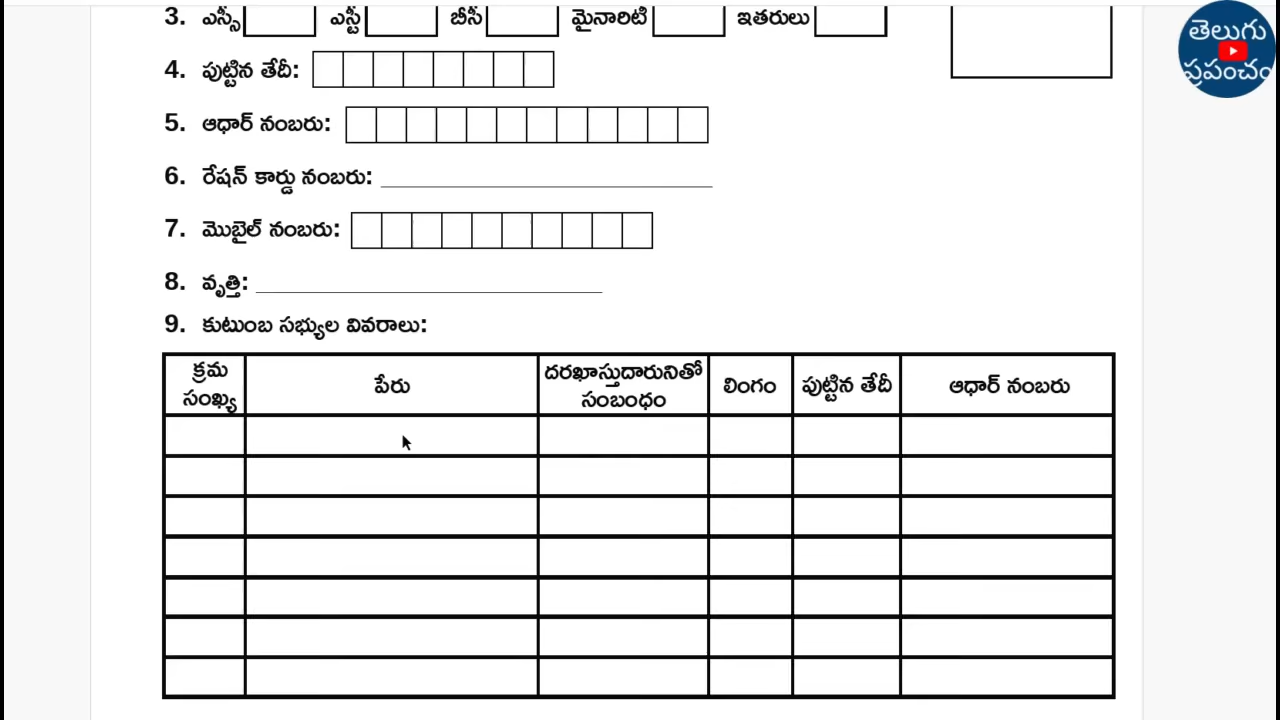 3. ఎస్సీ ఎస్టీ బీసీ మైనారిటీ ఇతరులు
తెలుగు
ప్రపంచం
4. పుట్టిన తేదీ:
5. ఆధార్ నంబరు:
6. రేషన్ కార్డు నంబరు:
7. మొబైల్ నంబరు:
8. వృత్తి:
9. కుటుంబ సభ్యుల వివరాలు:
క్రమ సంఖ్య పేరు దరఖాస్తుదారునితో సంబంధం లింగం పుట్టిన తేదీ ఆధార్ నంబరు